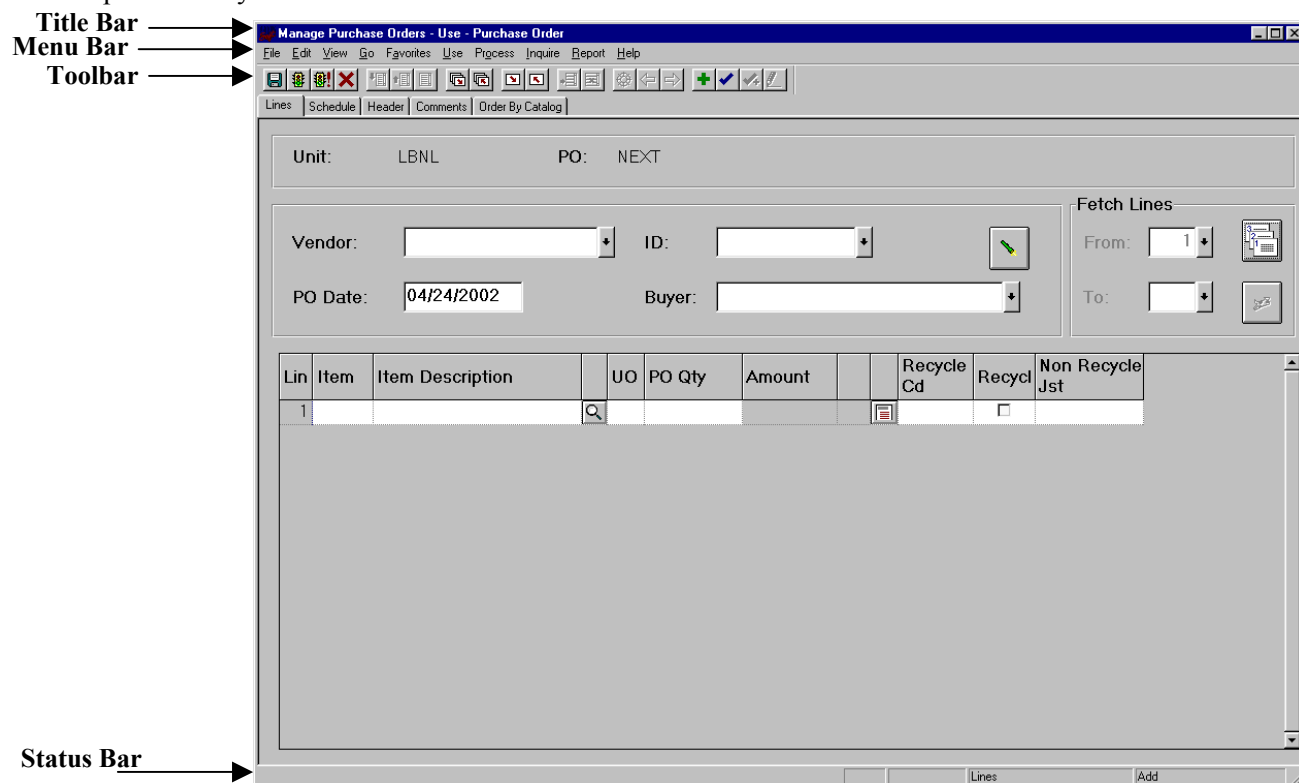 Title Bar
Manage Purchase Orders - Use - Purchase Order
Menu Bar
File Edit View Go Favorites Use Process Inquire Report Help
Toolbar
Lines Schedule Header Comments Order By Catalog
Unit: LBNL PO: NEXT
Fetch Lines
Vendor: ID: From: 1
PO Date: 04/24/2002 Buyer: To:
Lin Item Item Description UO PO Qty Amount Recycle Cd Recycl Non Recycle Jst
1
Status Bar
Lines Add